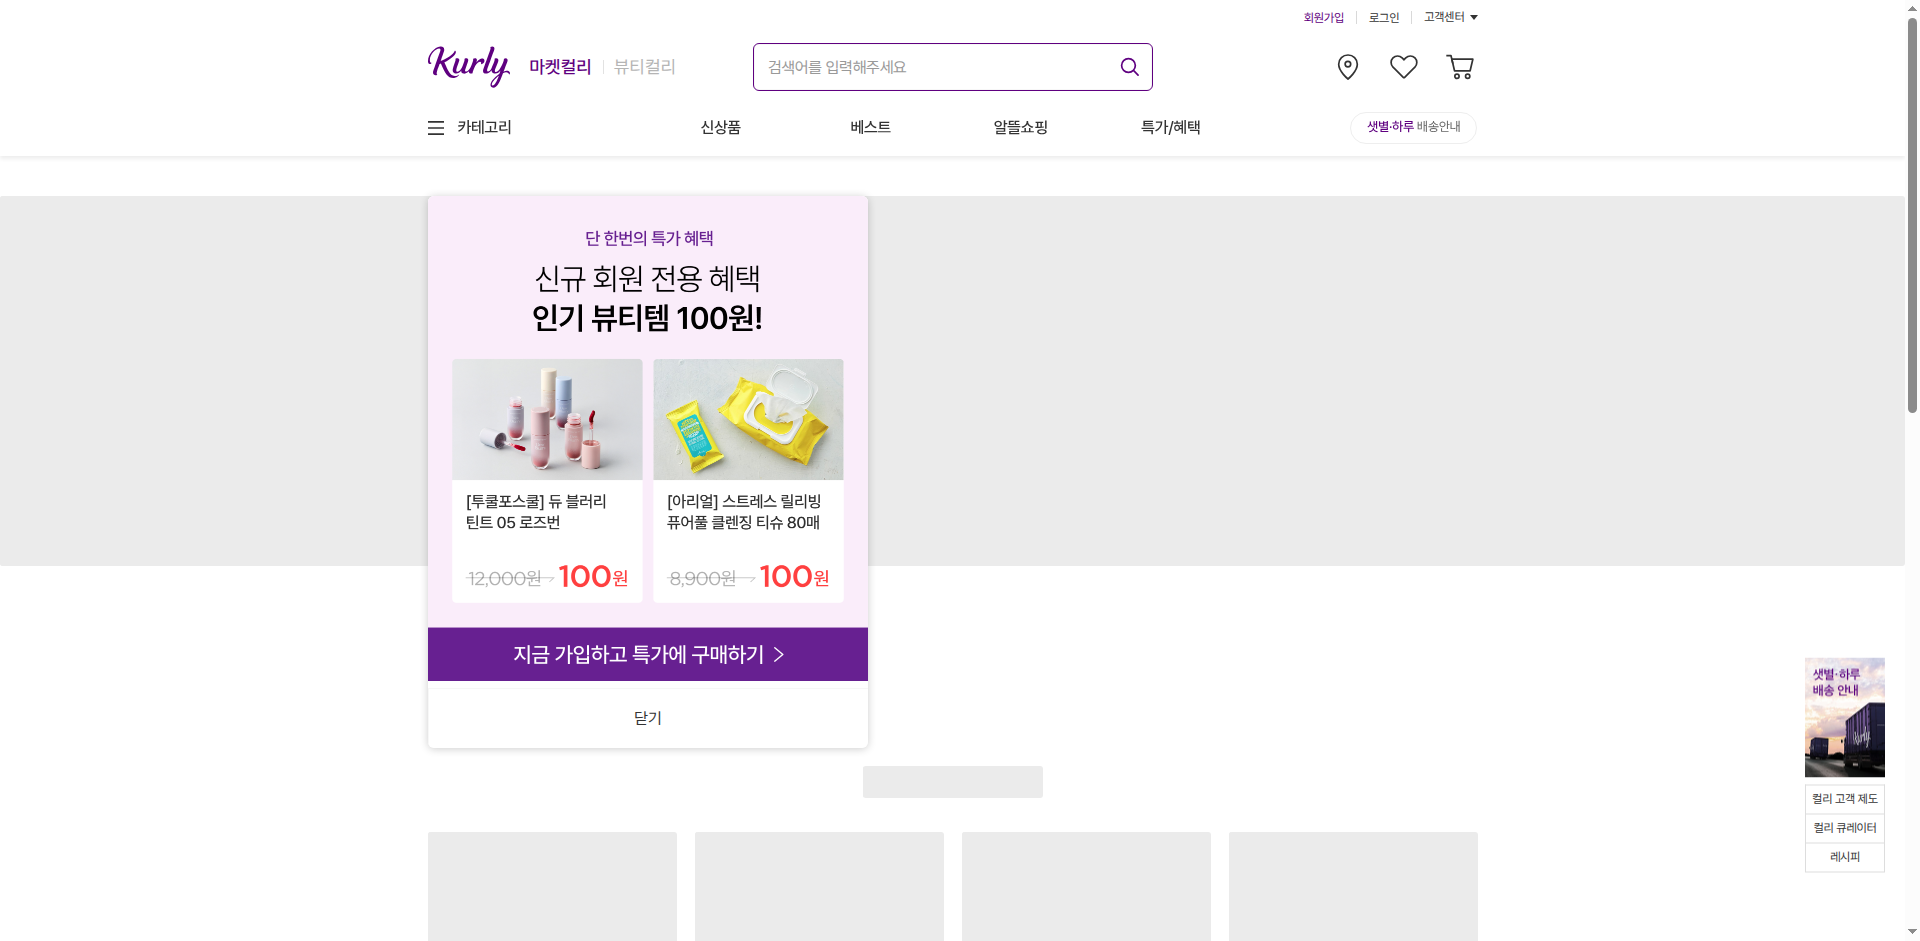 회원가입
로그인
고객센터
Kurly
마켓컬리
뷰티컬리
검색어를 입력해주세요
카테고리
신상품
베스트
알뜰쇼핑
특가/혜택
샛별·하루 배송안내
단 한번의 특가 혜택
신규 회원 전용 혜택
인기 뷰티템 100원!
[투쿨포스쿨] 듀 블러리
틴트 05 로즈번
12,000원 → 100원
[아리얼] 스트레스 릴리빙
퓨어풀 클렌징 티슈 80매
8,900원 → 100원
지금 가입하고 특가에 구매하기 >
닫기
샛별·하루
배송 안내
Kurly
컬리 고객 제도
컬리 큐레이터
레시피